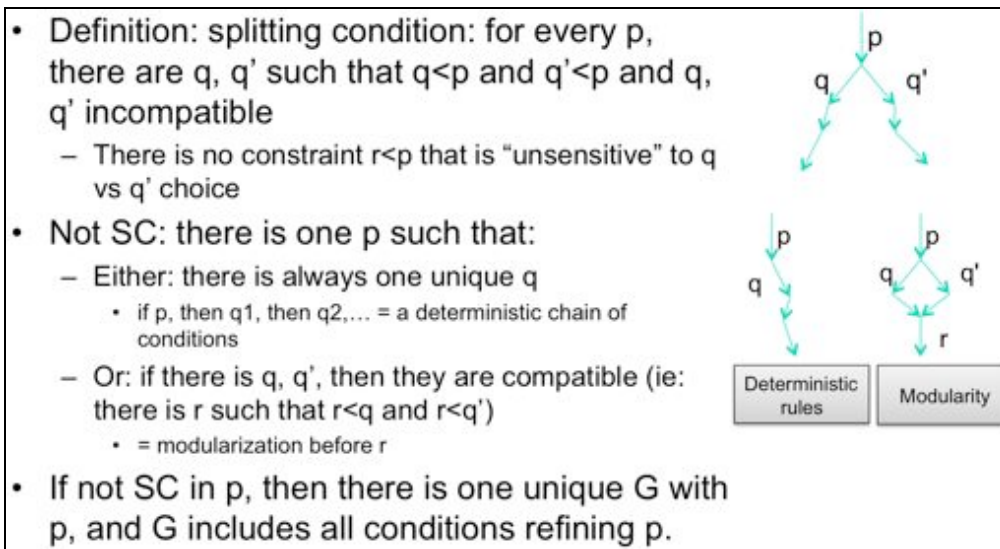 • Definition: splitting condition: for every p,
there are q, q’ such that q<p and q’<p and q,
q’ incompatible
– There is no constraint r<p that is “unsensitive” to q
vs q’ choice
• Not SC: there is one p such that:
– Either: there is always one unique q
• if p, then q1, then q2,… = a deterministic chain of
conditions
– Or: if there is q, q’, then they are compatible (ie:
there is r such that r<q and r<q’)
• = modularization before r
• If not SC in p, then there is one unique G with
p, and G includes all conditions refining p.
p
q q'
p
q
p
q q'
r
Deterministic
rules
Modularity